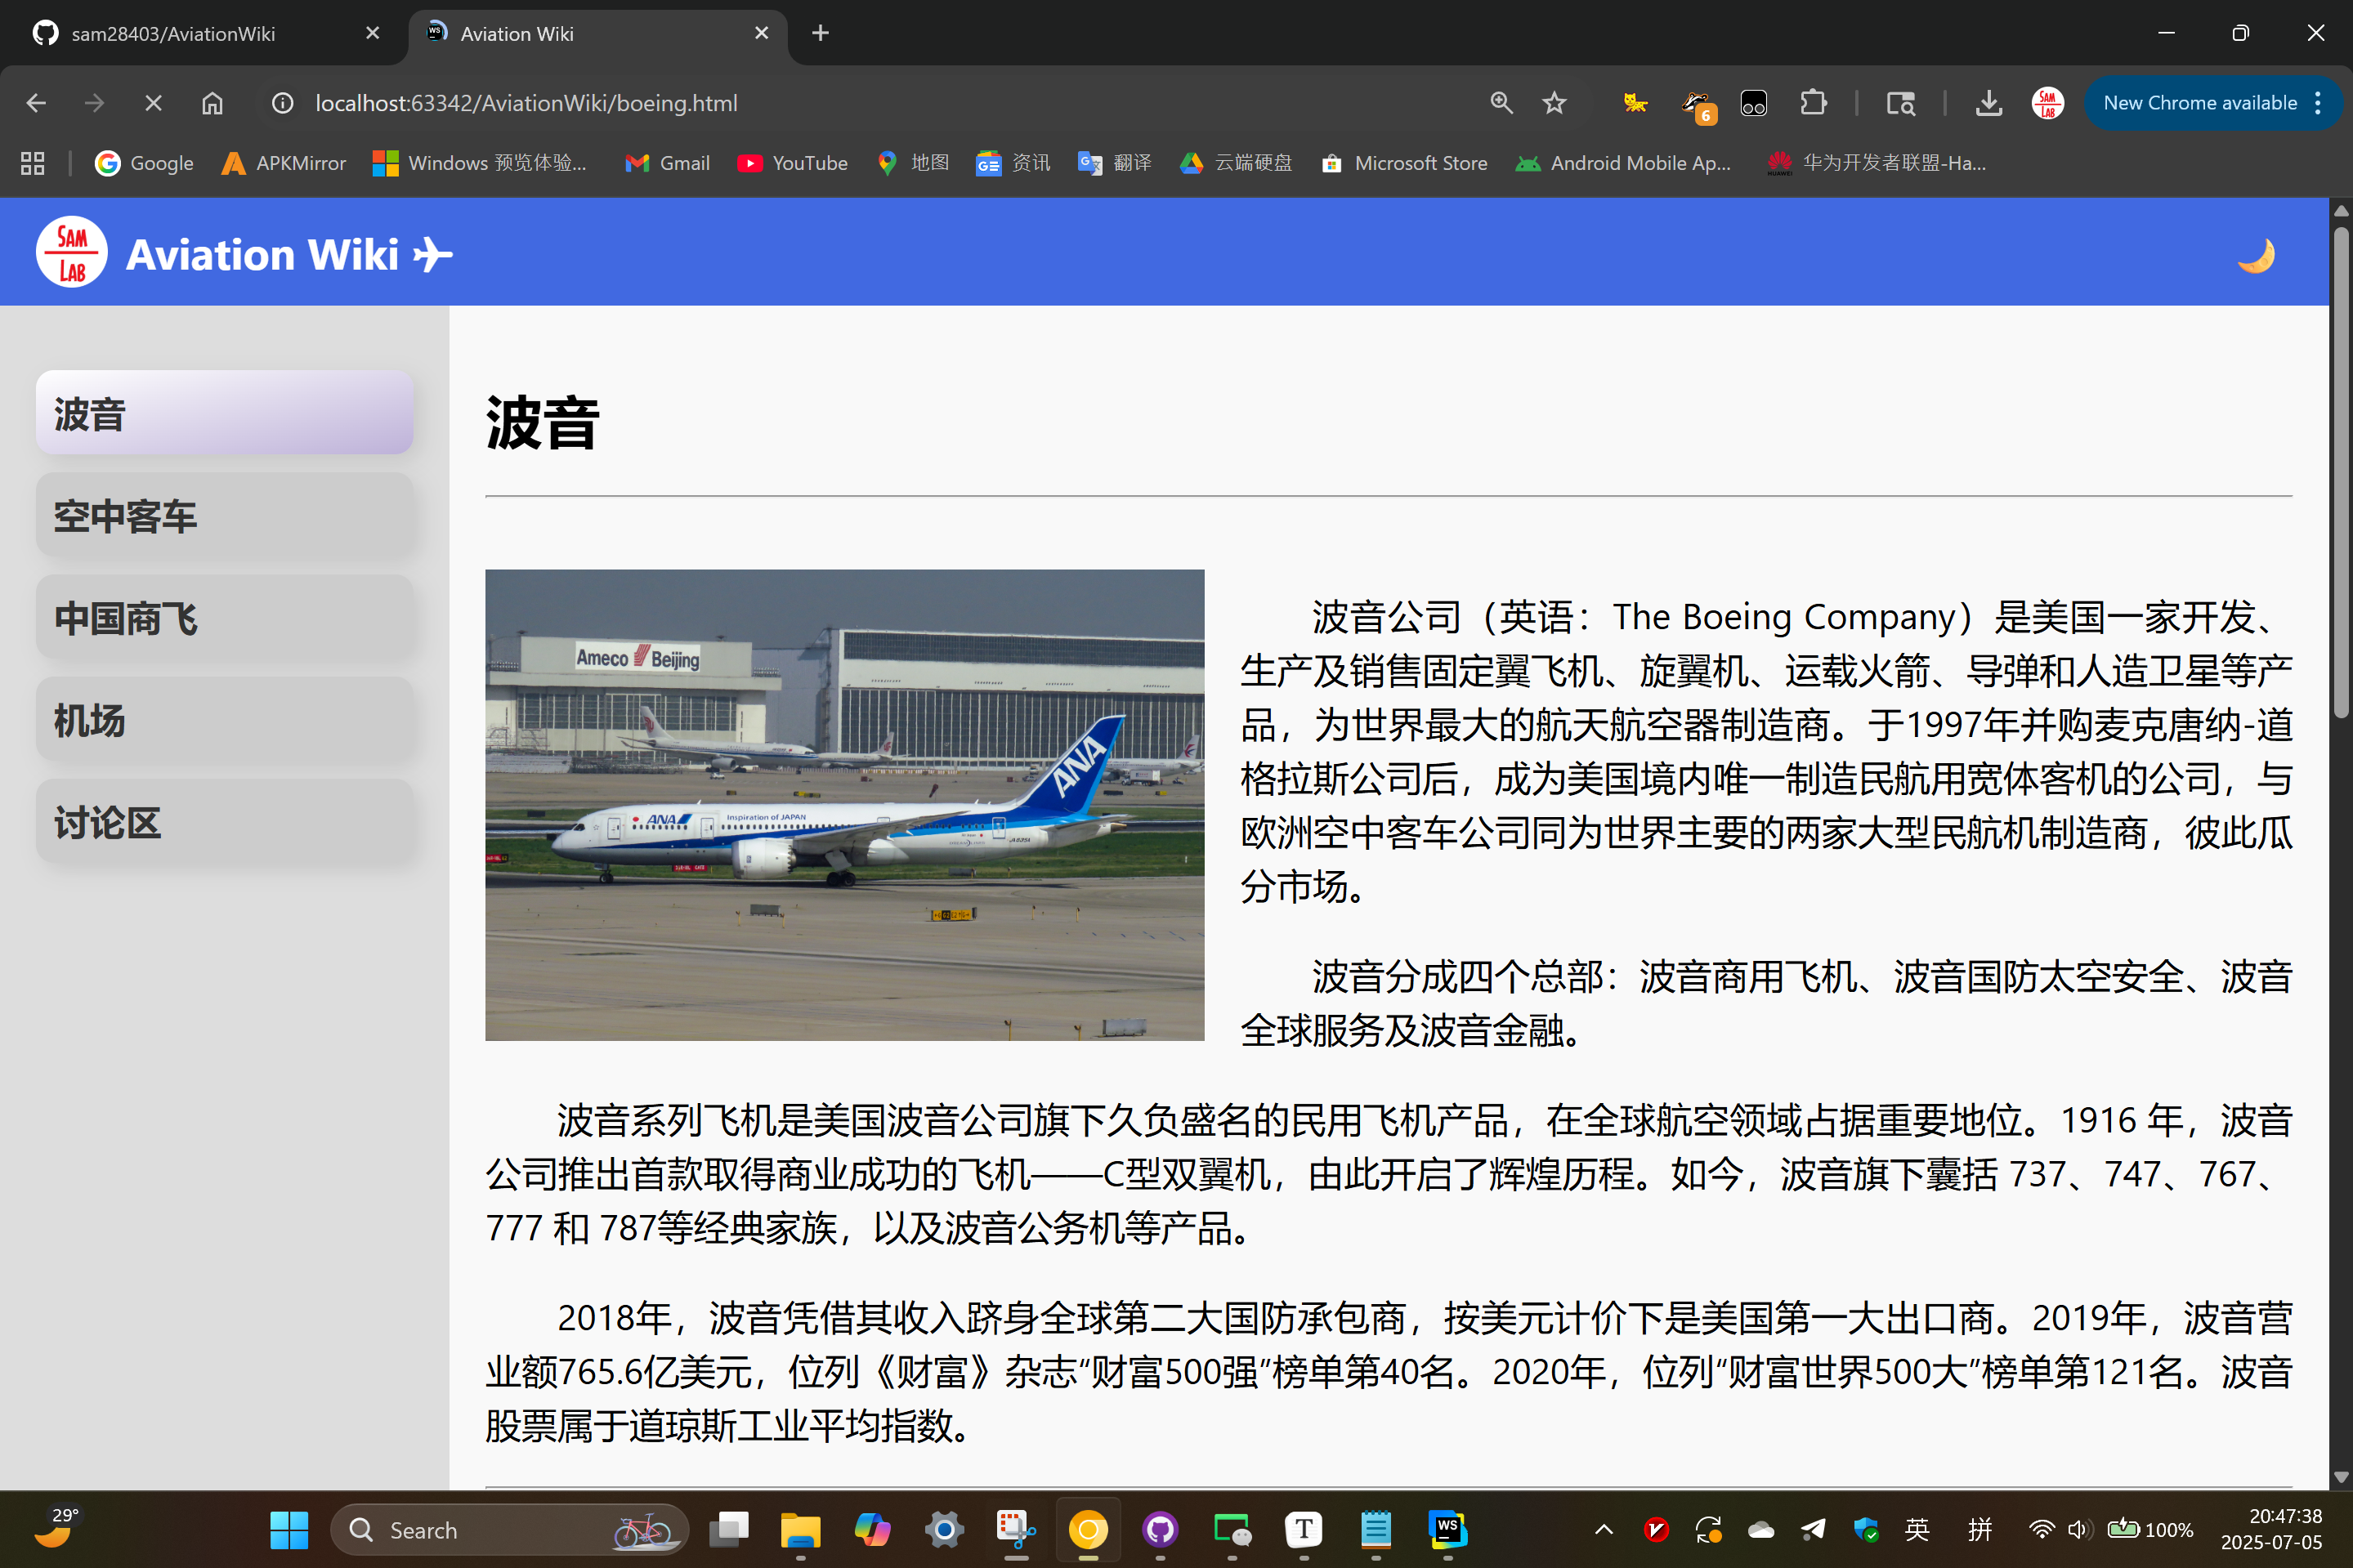 sam28403/AviationWiki
Aviation Wiki
localhost:63342/AviationWiki/boeing.html
6
SAM LAB
New Chrome available
Google
APKMirror
Windows 预览体验...
Gmail
YouTube
地图
资讯
翻译
云端硬盘
Microsoft Store
Android Mobile Ap...
HUAWEI
华为开发者联盟-Ha...
SAM
LAB
Aviation Wiki
波音
空中客车
中国商飞
机场
讨论区
波音
Ameco Beijing
ANA
ANA
Inspiration of JAPAN
波音公司（英语：The Boeing Company）是美国一家开发、
生产及销售固定翼飞机、旋翼机、运载火箭、导弹和人造卫星等产
品，为世界最大的航天航空器制造商。于1997年并购麦克唐纳-道
格拉斯公司后，成为美国境内唯一制造民航用宽体客机的公司，与
欧洲空中客车公司同为世界主要的两家大型民航机制造商，彼此瓜
分市场。
波音分成四个总部：波音商用飞机、波音国防太空安全、波音
全球服务及波音金融。
波音系列飞机是美国波音公司旗下久负盛名的民用飞机产品，在全球航空领域占据重要地位。1916 年，波音
公司推出首款取得商业成功的飞机——C型双翼机，由此开启了辉煌历程。如今，波音旗下囊括 737、747、767、
777 和 787等经典家族，以及波音公务机等产品。
2018年，波音凭借其收入跻身全球第二大国防承包商，按美元计价下是美国第一大出口商。2019年，波音营
业额765.6亿美元，位列《财富》杂志“财富500强”榜单第40名。2020年，位列“财富世界500大”榜单第121名。波音
股票属于道琼斯工业平均指数。
29°
Search
T
WS
英
拼
100%
20:47:38
2025-07-05